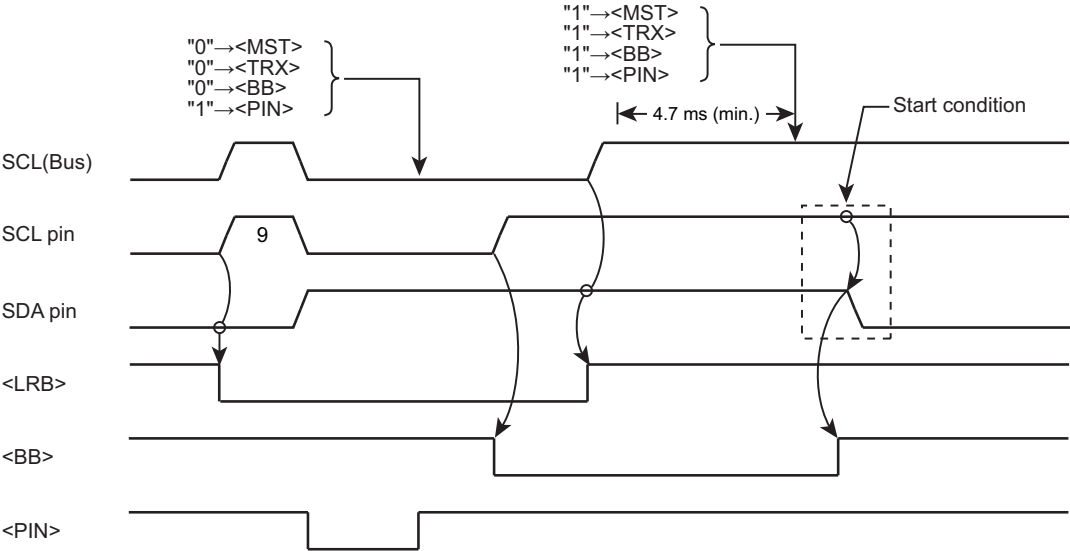 "0"→<MST>
"0"→<TRX>
"0"→<BB>
"1"→<PIN>
"1"→<MST>
"1"→<TRX>
"1"→<BB>
"1"→<PIN>
4.7 ms (min.)
Start condition
SCL(Bus)
SCL pin
9
SDA pin
<LRB>
<BB>
<PIN>